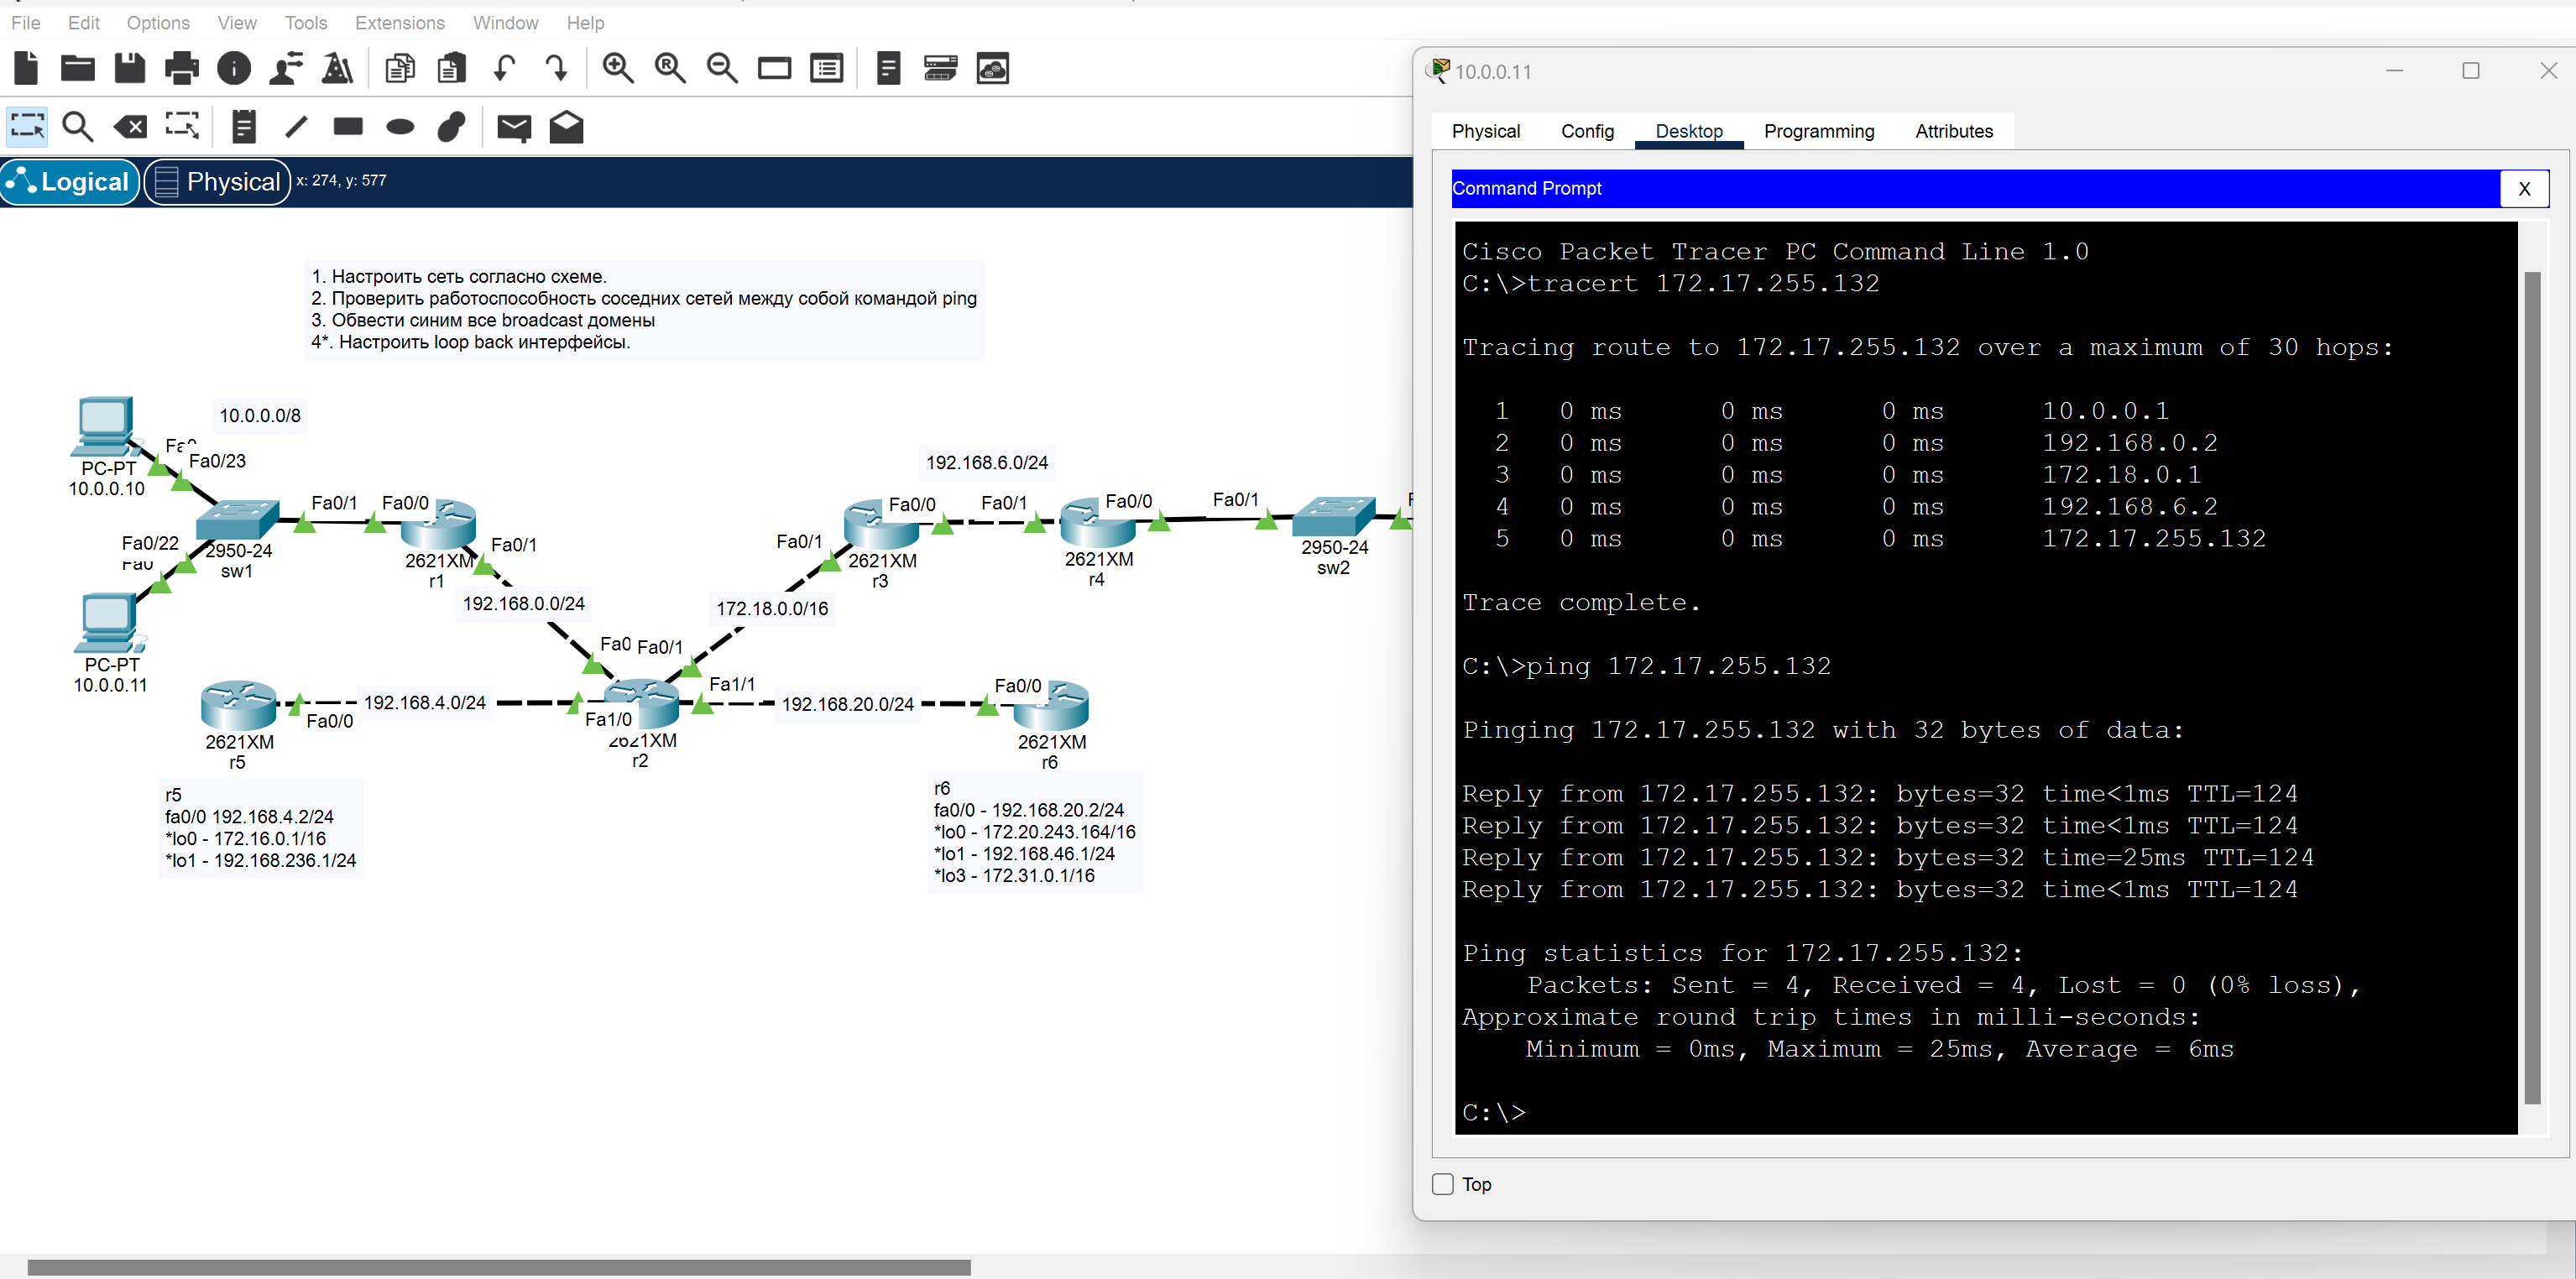 File Edit Options View Tools Extensions Window Help
10.0.0.11
Physical Config Desktop Programming Attributes
Logical Physical x: 274, y: 577
Command Prompt X
1. Настроить сеть согласно схеме.
2. Проверить работоспособность соседних сетей между собой командой ping
3. Обвести синим все broadcast домены
4*. Настроить loop back интерфейсы.
10.0.0.0/8
Fa0/23
PC-PT
10.0.0.10
Fa0/1
Fa0/0
Fa0/22
Fa0
2950-24
sw1
2621XM
r1
Fa0/1
PC-PT
10.0.0.11
192.168.0.0/24
192.168.6.0/24
Fa0/0
Fa0/1
Fa0/0
Fa0/1
Fa0/1
2621XM
r3
2621XM
r4
2950-24
sw2
172.18.0.0/16
Fa0
Fa0/1
Fa1/1
192.168.4.0/24
192.168.20.0/24
Fa0/0
Fa0/0
Fa1/0
2621XM
r5
2621XM
r2
2621XM
r6
r5
fa0/0 192.168.4.2/24
*lo0 - 172.16.0.1/16
*lo1 - 192.168.236.1/24
r6
fa0/0 - 192.168.20.2/24
*lo0 - 172.20.243.164/16
*lo1 - 192.168.46.1/24
*lo3 - 172.31.0.1/16
Cisco Packet Tracer PC Command Line 1.0
C:\>tracert 172.17.255.132
Tracing route to 172.17.255.132 over a maximum of 30 hops:
1 0 ms 0 ms 0 ms 10.0.0.1
2 0 ms 0 ms 0 ms 192.168.0.2
3 0 ms 0 ms 0 ms 172.18.0.1
4 0 ms 0 ms 0 ms 192.168.6.2
5 0 ms 0 ms 0 ms 172.17.255.132
Trace complete.
C:\>ping 172.17.255.132
Pinging 172.17.255.132 with 32 bytes of data:
Reply from 172.17.255.132: bytes=32 time<1ms TTL=124
Reply from 172.17.255.132: bytes=32 time<1ms TTL=124
Reply from 172.17.255.132: bytes=32 time=25ms TTL=124
Reply from 172.17.255.132: bytes=32 time<1ms TTL=124
Ping statistics for 172.17.255.132:
Packets: Sent = 4, Received = 4, Lost = 0 (0% loss),
Approximate round trip times in milli-seconds:
Minimum = 0ms, Maximum = 25ms, Average = 6ms
C:\>
Top